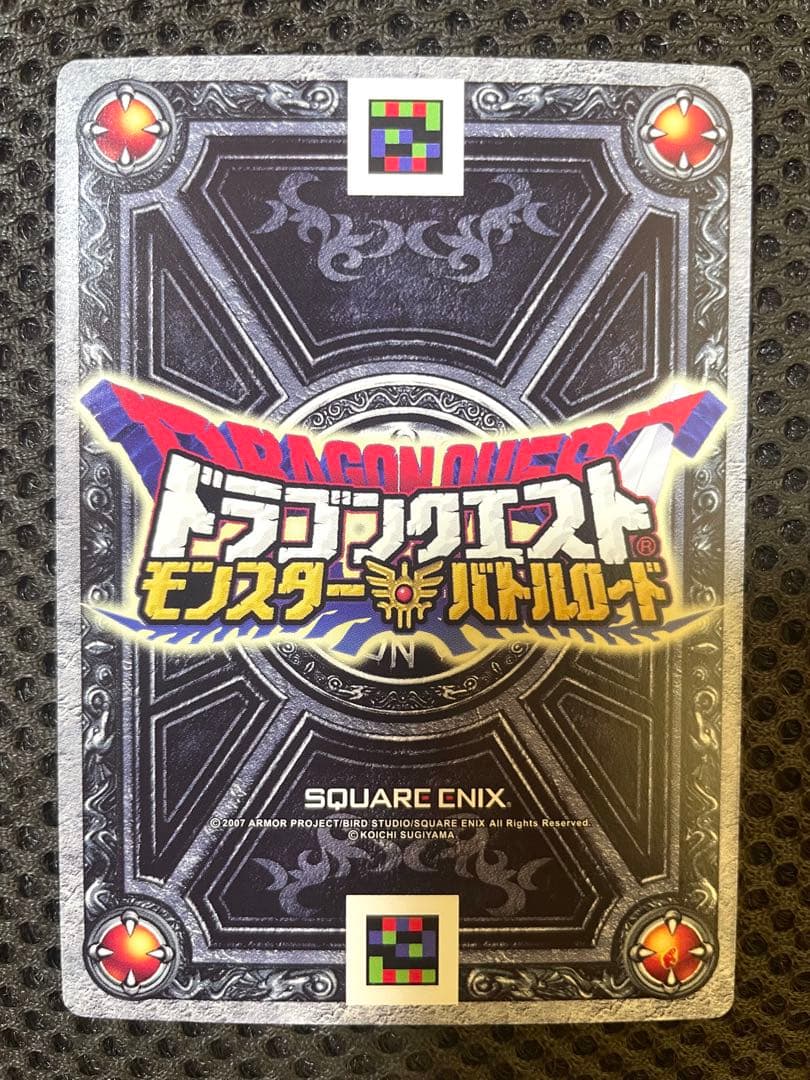 DRAGON QUEST
ドラゴンクエスト®
モンスターバトルロード
SQUARE ENIX®
©2007 ARMOR PROJECT/BIRD STUDIO/SQUARE ENIX All Rights Reserved.
©KOICHI SUGIYAMA